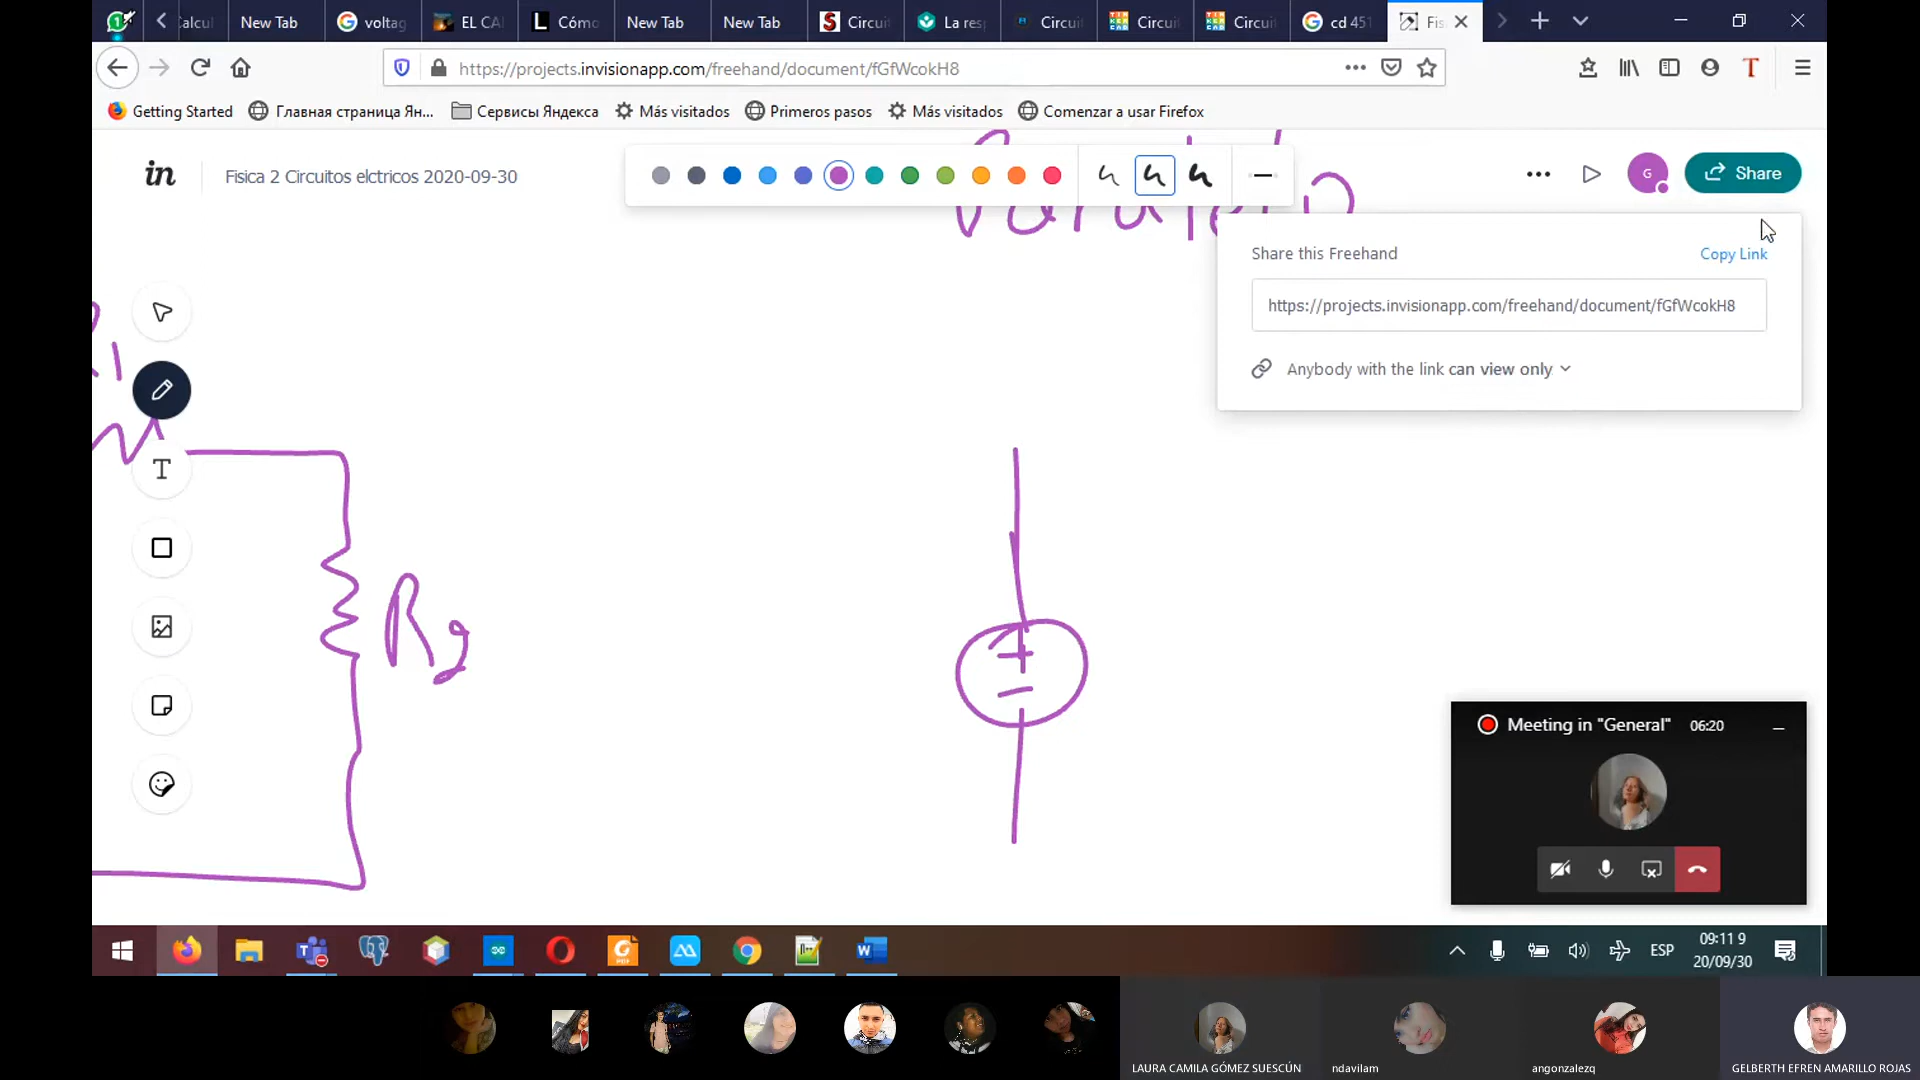 New Tab
voltag
EL CAI
Cómo
New Tab
New Tab
Circui
La res
Circui
Circui
Circui
cd 451
Fis
https://projects.invisionapp.com/freehand/document/fGfWcokH8
Getting Started
Главная страница Ян...
Сервисы Яндекса
Más visitados
Primeros pasos
Más visitados
Comenzar a usar Firefox
in
Fisica 2 Circuitos elctricos 2020-09-30
G
Share
Paralelo
Share this Freehand
Copy Link
https://projects.invisionapp.com/freehand/document/fGfWcokH8
Anybody with the link can view only
T
R2
Meeting in "General" 06:20
ESP
09:11 9
20/09/30
LAURA CAMILA GÓMEZ SUESCÚN
ndavilam
angonzalezq
GELBERTH EFREN AMARILLO ROJAS